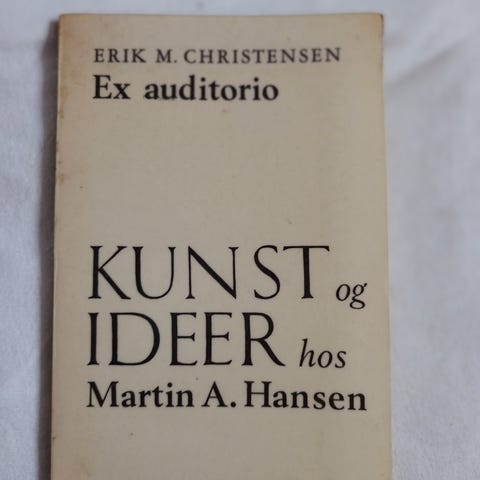 ERIK M. CHRISTENSEN
Ex auditorio
KUNST og
IDEER hos
Martin A. Hansen